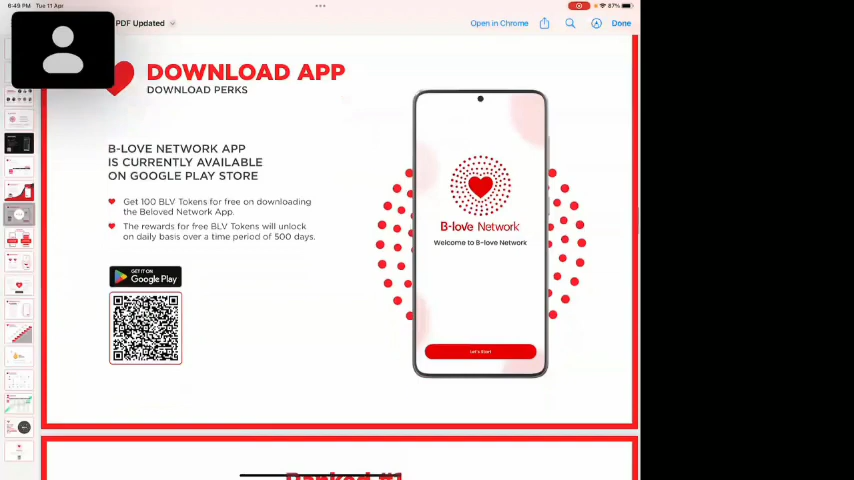 6:49 PM Tue 11 Apr
87%
PDF Updated
Open in Chrome
Done
DOWNLOAD APP
DOWNLOAD PERKS
B-LOVE NETWORK APP
IS CURRENTLY AVAILABLE
ON GOOGLE PLAY STORE
Get 100 BLV Tokens for free on downloading
the Beloved Network App.
The rewards for free BLV Tokens will unlock
on daily basis over a time period of 500 days.
GET IT ON
Google Play
B-love Network
Welcome to B-love Network
Let's Start
Ranked #1